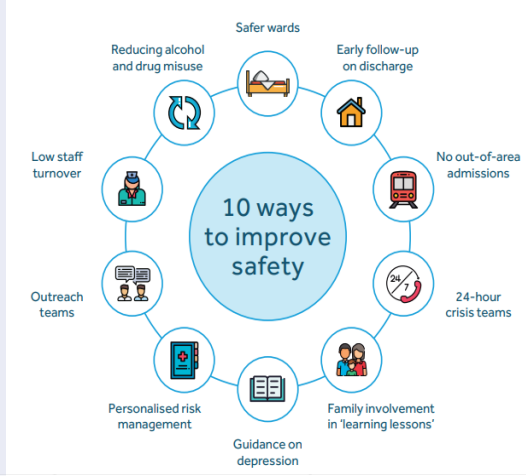 Safer wards
Early follow-up
on discharge
No out-of-area
admissions
24/7
24-hour
crisis teams
Family involvement
in ‘learning lessons’
Guidance on
depression
Personalised risk
management
Outreach
teams
Low staff
turnover
Reducing alcohol
and drug misuse
10 ways
to improve
safety